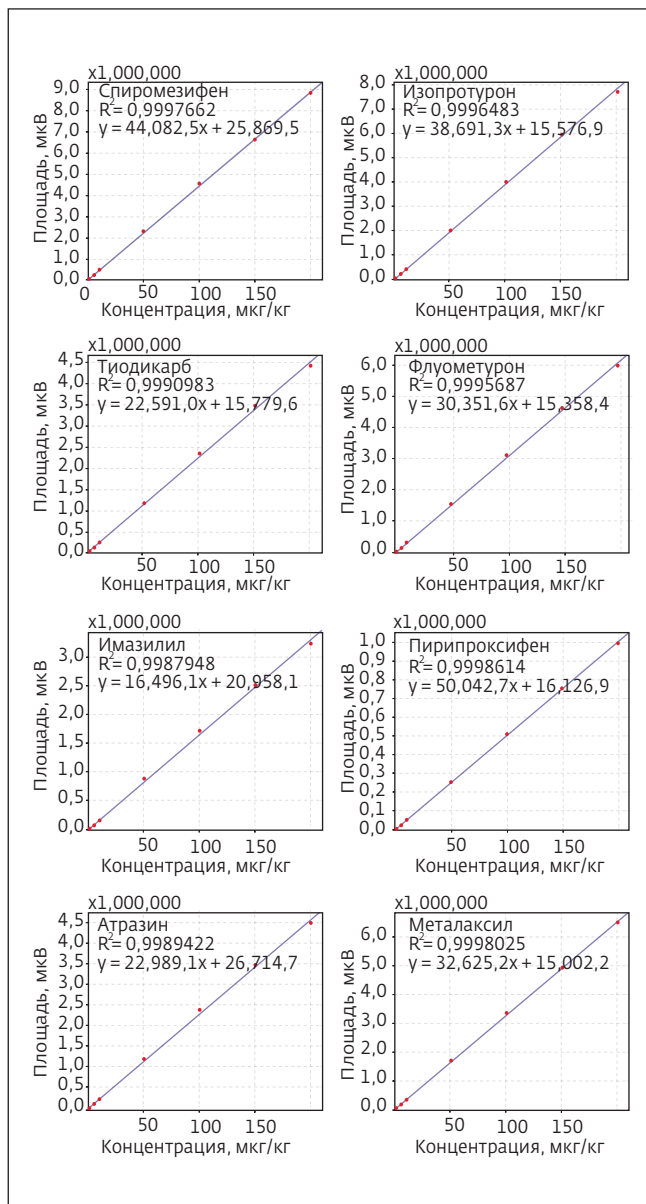 x1,000,000
Спиромезифен
R²= 0,9997662
y = 44,082,5x + 25,869,5
Площадь, мкВ
9,0
8,0
7,0
6,0
5,0
4,0
3,0
2,0
1,0
0,0
0 50 100 150
Концентрация, мкг/кг
x1,000,000
Изопротурон
R²= 0,9996483
y = 38,691,3x + 15,576,9
Площадь, мкВ
8,0
7,0
6,0
5,0
4,0
3,0
2,0
1,0
0,0
50 100 150
Концентрация, мкг/кг
x1,000,000
Тиодикарб
R²= 0,9990983
y = 22,591,0x + 15,779,6
Площадь, мкВ
4,5
4,0
3,5
3,0
2,5
2,0
1,5
1,0
0,5
0,0
50 100 150
Концентрация, мкг/кг
x1,000,000
Флуометурон
R²= 0,9995687
y = 30,351,6x + 15,358,4
Площадь, мкВ
6,0
5,0
4,0
3,0
2,0
1,0
0,0
50 100 150
Концентрация, мкг/кг
x1,000,000
Имазилил
R²= 0,9987948
y = 16,496,1x + 20,958,1
Площадь, мкВ
3,0
2,5
2,0
1,5
1,0
0,5
0,0
50 100 150
Концентрация, мкг/кг
x1,000,000
Пирипроксифен
R²= 0,9998614
y = 50,042,7x + 16,126,9
Площадь, мкВ
1,0
0,9
0,8
0,7
0,6
0,5
0,4
0,3
0,2
0,1
0,0
50 100 150
Концентрация, мкг/кг
x1,000,000
Атразин
R²= 0,9989422
y = 22,989,1x + 26,714,7
Площадь, мкВ
4,5
4,0
3,5
3,0
2,5
2,0
1,5
1,0
0,5
0,0
50 100 150
Концентрация, мкг/кг
x1,000,000
Металаксил
R²= 0,9998025
y = 32,625,2x + 15,002,2
Площадь, мкВ
6,0
5,0
4,0
3,0
2,0
1,0
0,0
50 100 150
Концентрация, мкг/кг